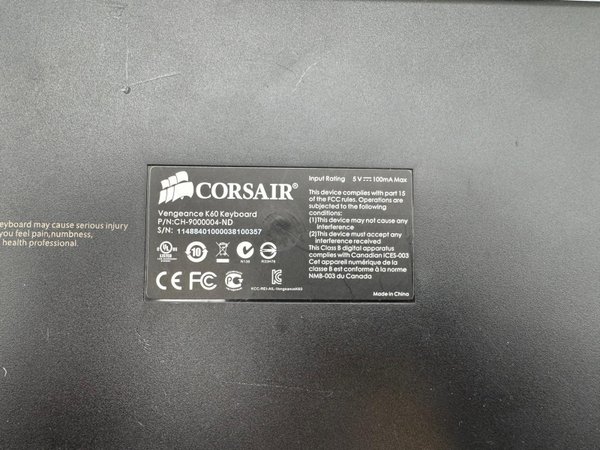 eyboard may cause serious injury
you feel pain,numbness,
health professional.
CORSAIR®
Vengeance K60 Keyboard
P/N:CH-9000004-ND
S/N: 11488401000038100357
Input Rating 5V 100mA Max
This device complies with part 15
of the FCC rules. Operations are
subjected to the following
conditions:
(1)This device may not cause any
interference
(2)This device must accept any
interference received
This Class B digital apparatus
complies with Canadian ICES-003
Cet appareil numérique de la
classe B est conforme à la norme
NMB-003 du Canada
Made in China
10
CE FC